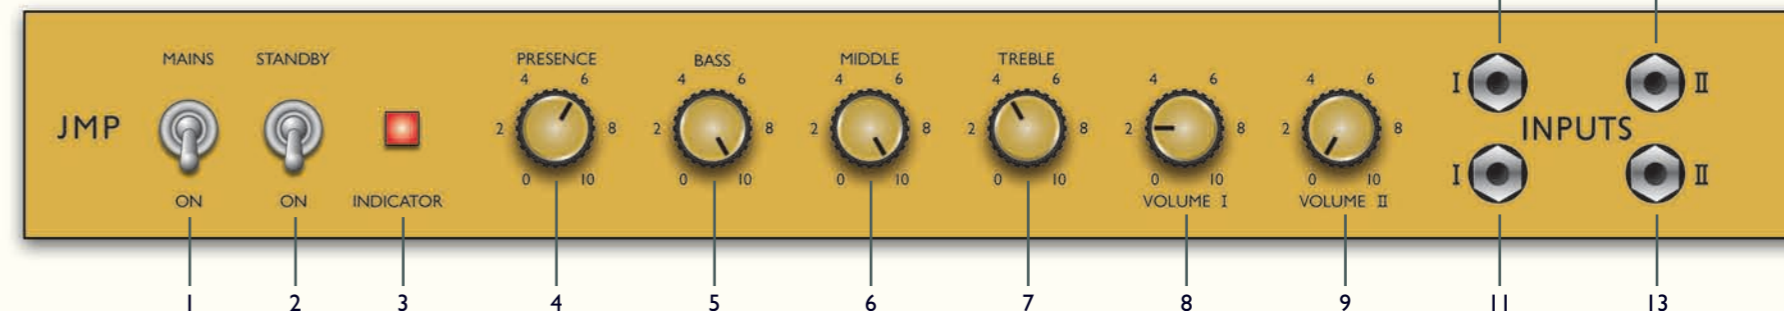 MAINS STANDBY PRESENCE BASS MIDDLE TREBLE
4 6 4 6 4 6 4 6 4 6 4 6
I II
JMP 2 8 2 8 2 8 2 8 2 8 2 8 INPUTS
0 10 0 10 0 10 0 10 0 10 0 10 I II
ON ON INDICATOR VOLUME I VOLUME II
1 2 3 4 5 6 7 8 9 11 13